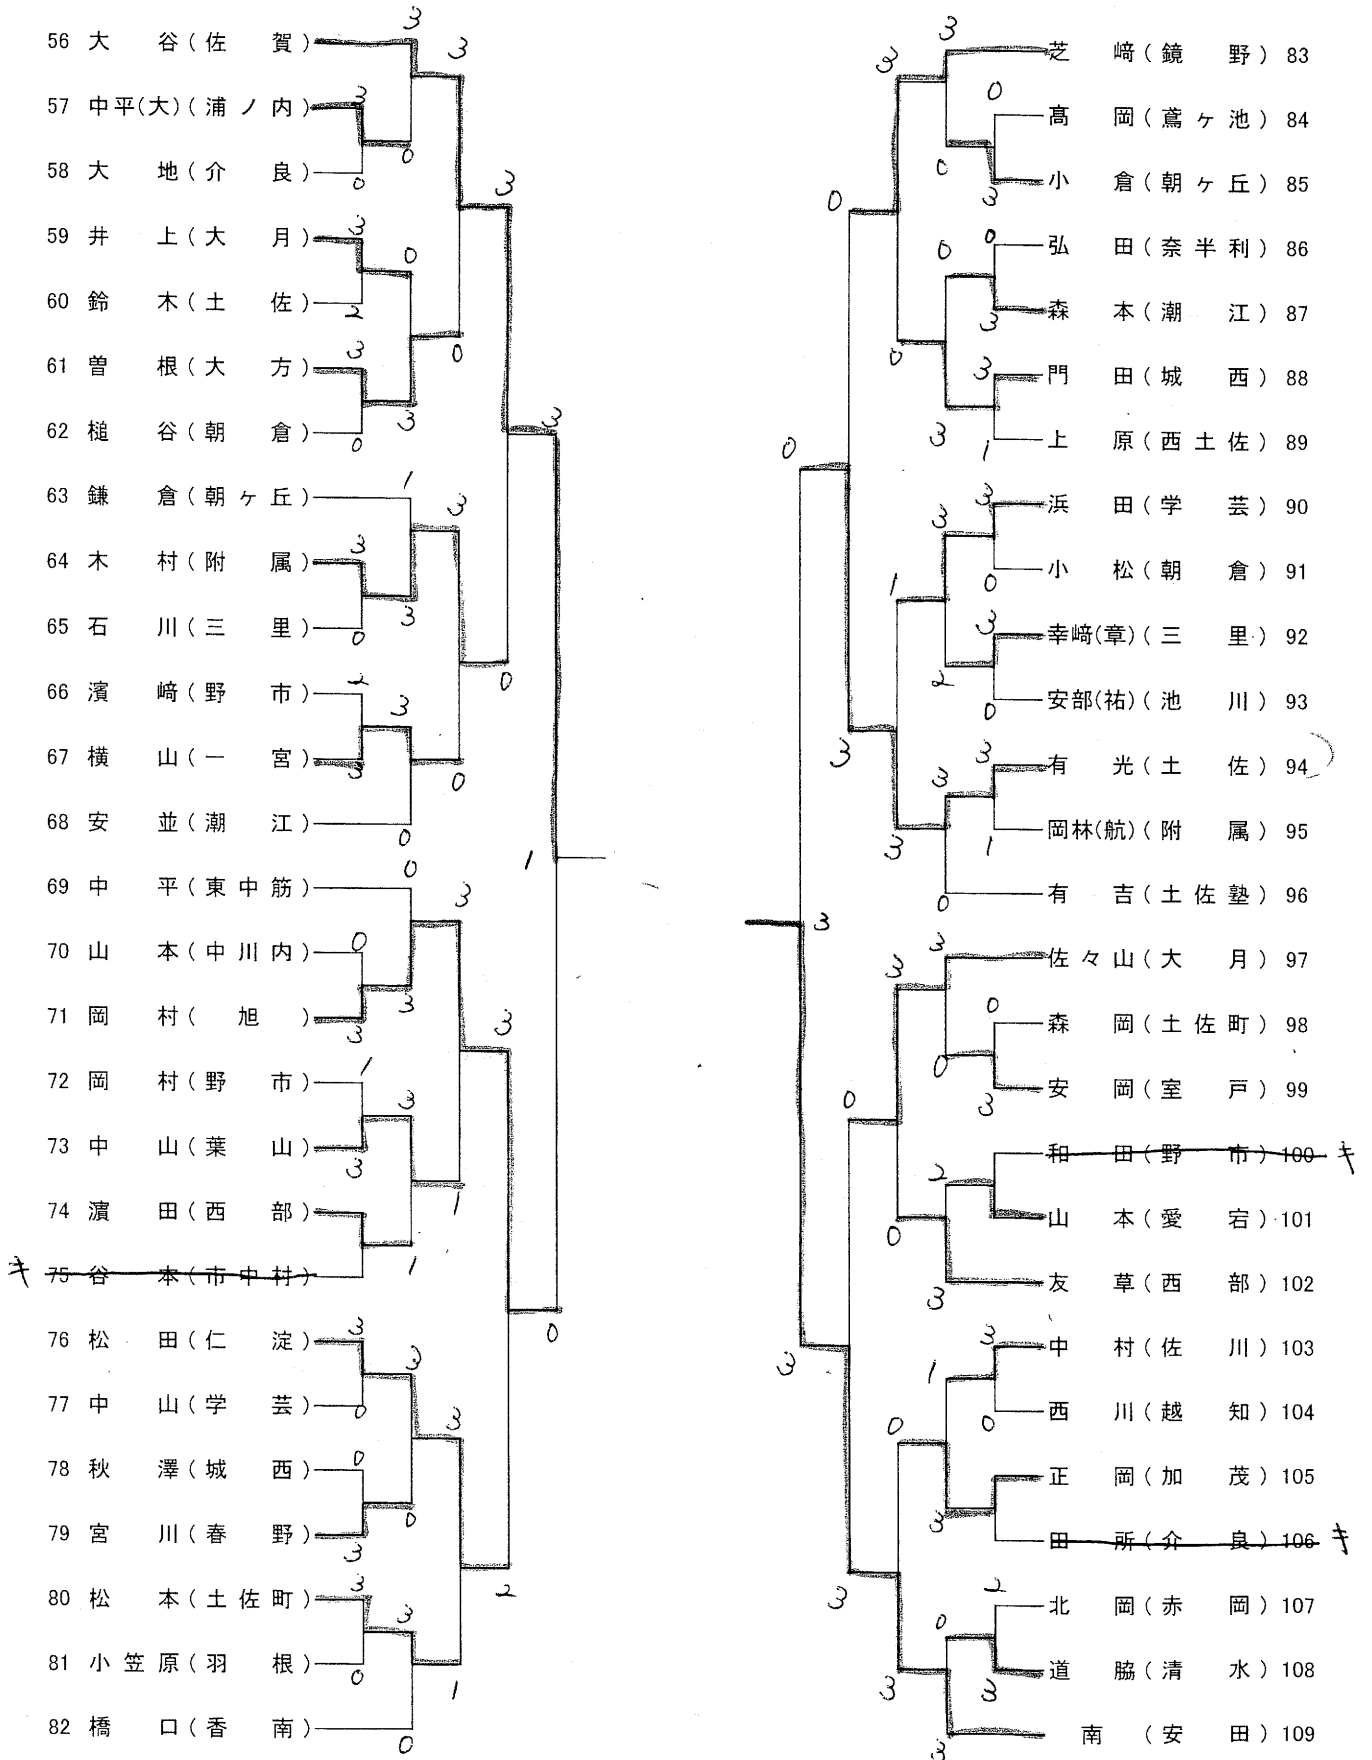 56 大谷(佐賀)
57 中平(大)(浦ノ内)
58 大地(介良)
59 井上(大月)
60 鈴木(土佐)
61 曽根(大方)
62 槌谷(朝倉)
63 鎌倉(朝ヶ丘)
64 木村(附属)
65 石川(三里)
66 濱﨑(野市)
67 横山(一宮)
68 安並(潮江)
69 中平(東中筋)
70 山本(中川内)
71 岡村(旭)
72 岡村(野市)
73 中山(葉山)
74 濵田(西部)
キ 75 谷本(市中村)
76 松田(仁淀)
77 中山(学芸)
78 秋澤(城西)
79 宮川(春野)
80 松本(土佐町)
81 小笠原(羽根)
82 橋口(香南)
芝﨑(鏡野) 83
髙岡(鳶ヶ池) 84
小倉(朝ヶ丘) 85
弘田(奈半利) 86
森本(潮江) 87
門田(城西) 88
上原(西土佐) 89
浜田(学芸) 90
小松(朝倉) 91
幸﨑(章)(三里) 92
安部(祐)(池川) 93
有光(土佐) 94
岡林(航)(附属) 95
有吉(土佐塾) 96
佐々山(大月) 97
森岡(土佐町) 98
安岡(室戸) 99
和田(野市) 100 キ
山本(愛宕) 101
友草(西部) 102
中村(佐川) 103
西川(越知) 104
正岡(加茂) 105
田所(介良) 106 キ
北岡(赤岡) 107
道脇(清水) 108
南(安田) 109